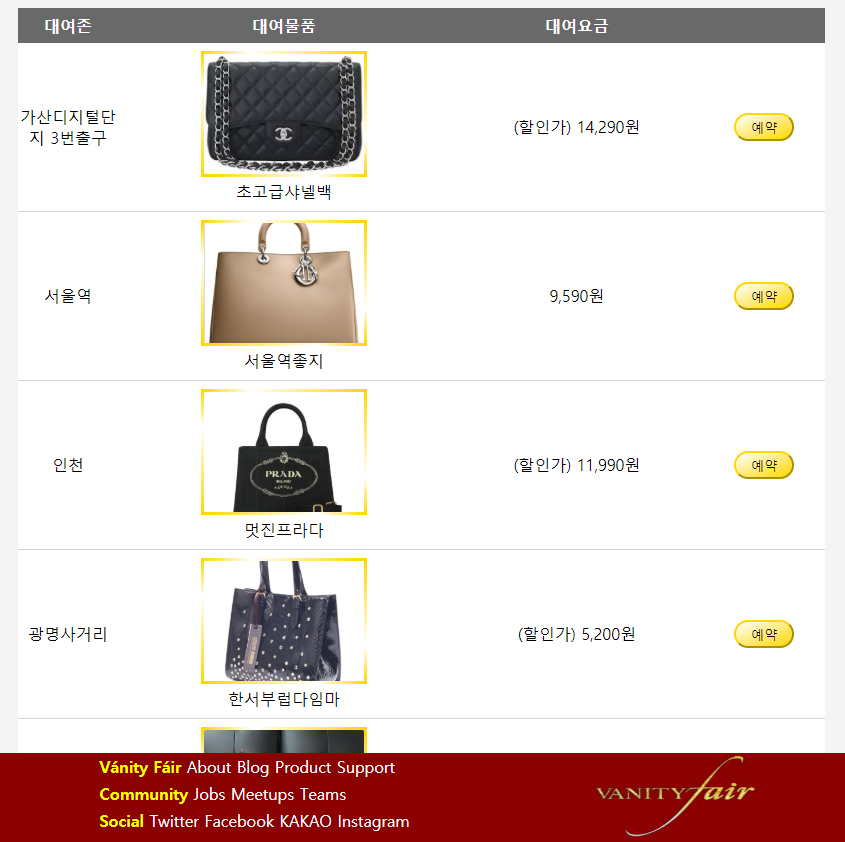 대여존 대여물품 대여요금
가산디지털단
지 3번출구
초고급샤넬백
(할인가) 14,290원
예약
서울역
서울역좋지
9,590원
예약
인천
PRADA
MILANO
멋진프라다
(할인가) 11,990원
예약
광명사거리
한서부럽다임마
(할인가) 5,200원
예약
Vánity Fáir About Blog Product Support
Community Jobs Meetups Teams
Social Twitter Facebook KAKAO Instagram
VANITY fair